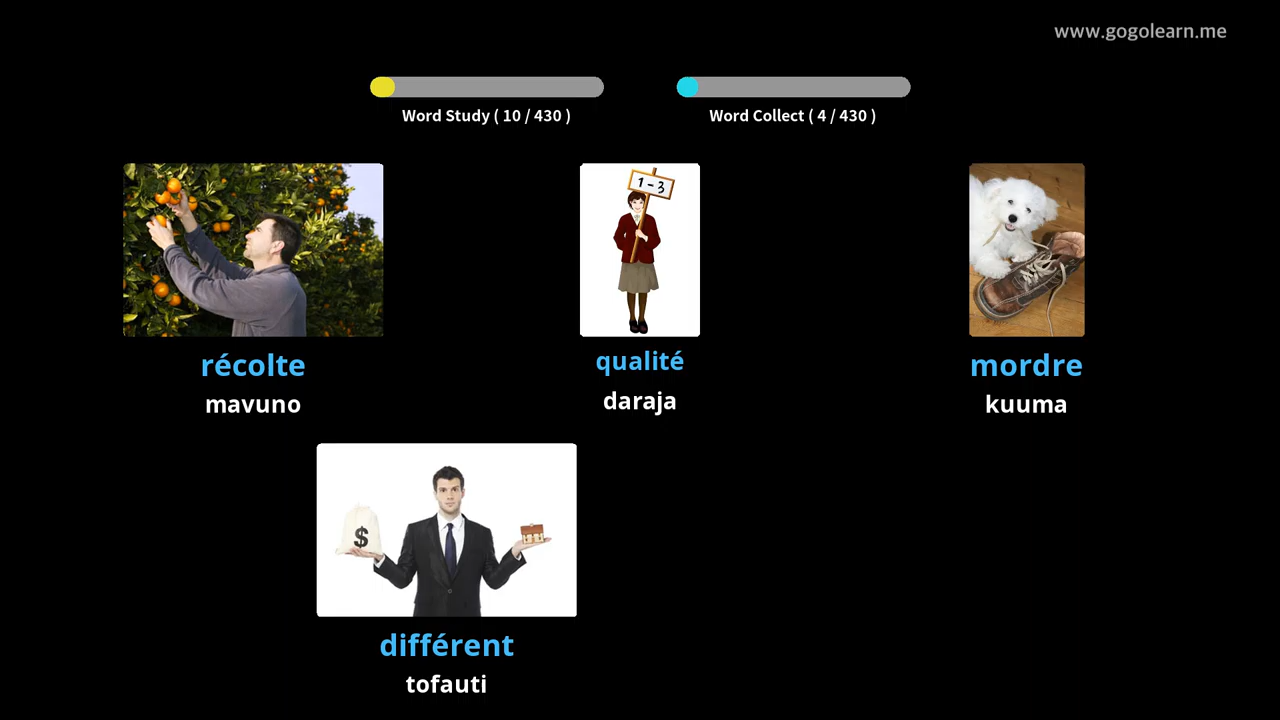 www.gogolearn.me
Word Study ( 10 / 430 )
Word Collect ( 4 / 430 )
1 - 3
récolte
mavuno
qualité
daraja
mordre
kuuma
$
différent
tofauti